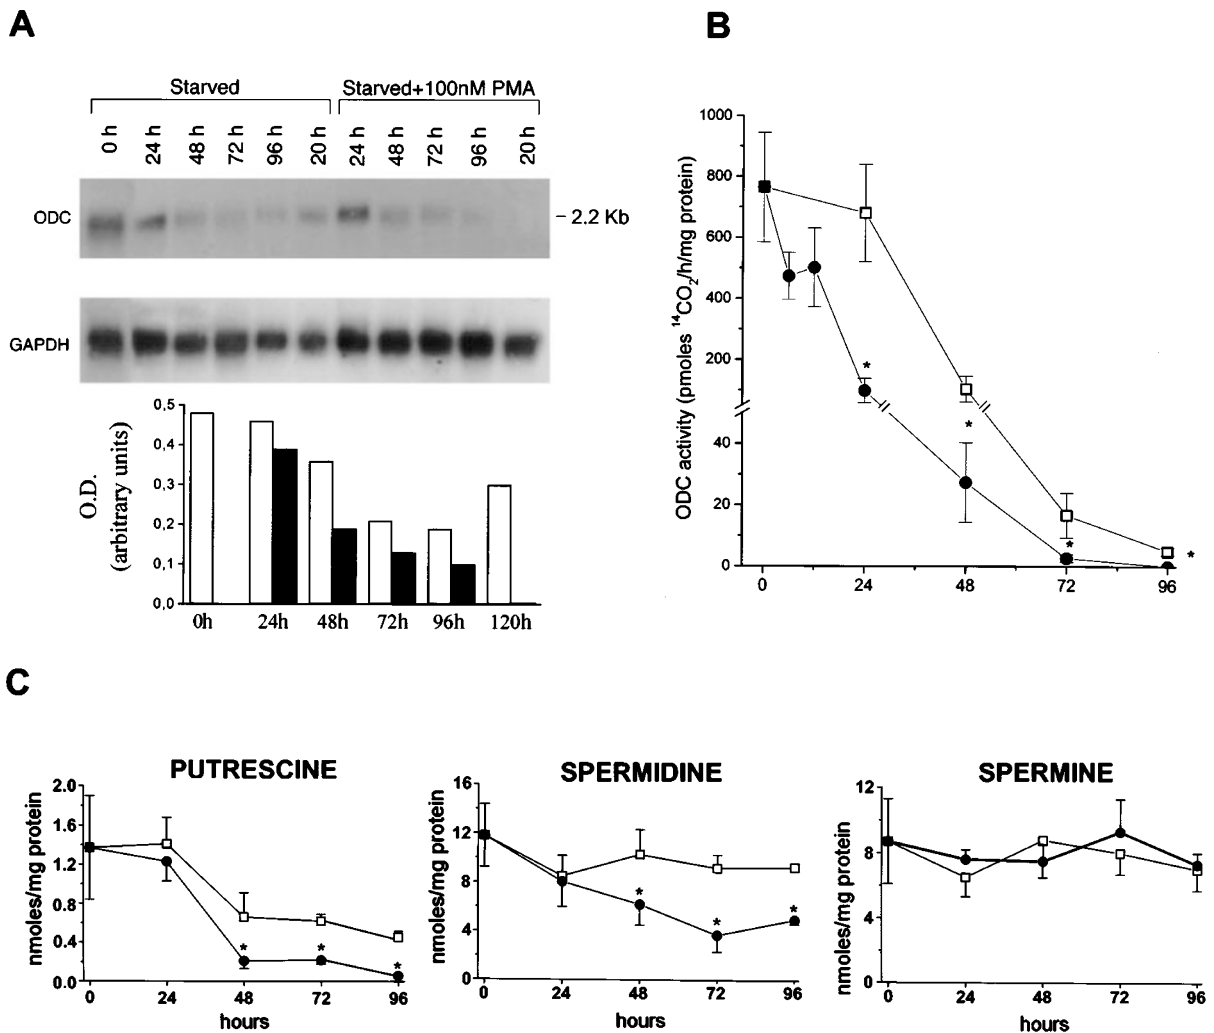 A
Starved Starved+100nM PMA
0 h 24 h 48 h 72 h 96 h 20 h 24 h 48 h 72 h 96 h 20 h
ODC – 2.2 Kb
GAPDH
O.D.
(arbitrary units)
0,5
0,4
0,3
0,2
0,1
0,0
0h 24h 48h 72h 96h 120h
B
ODC activity (pmoles ¹⁴CO₂/h/mg protein)
1000
800
600
400
200
40
20
0
* * * *
0 24 48 72 96
C
PUTRESCINE
nmoles/mg protein
2.0
1.6
1.2
0.8
0.4
0.0
* * *
0 24 48 72 96
hours
SPERMIDINE
nmoles/mg protein
16
12
8
4
0
* * *
0 24 48 72 96
hours
SPERMINE
nmoles/mg protein
12
8
4
0
0 24 48 72 96
hours